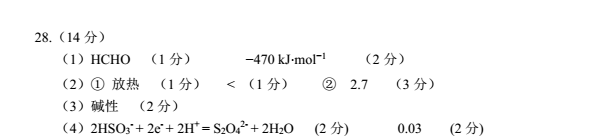 28.（14 分）
（1）HCHO （1 分） −470 kJ·mol⁻¹ （2 分）
（2）① 放热 （1 分） <（1 分） ② 2.7 （3 分）
（3）碱性 （2 分）
（4）2HSO₃⁻ + 2e⁻ + 2H⁺ = S₂O₄²⁻ + 2H₂O （2 分） 0.03 （2 分）